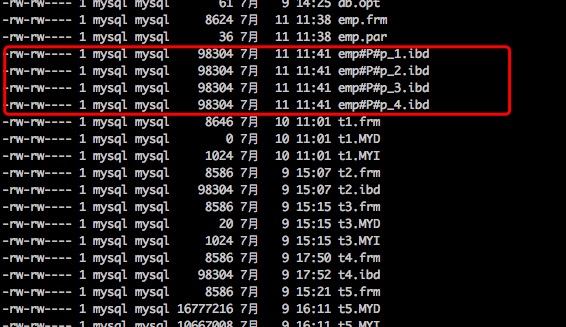 -rw-rw---- 1 mysql mysql 61 7月 9 14:25 db.opt
-rw-rw---- 1 mysql mysql 8624 7月 11 11:38 emp.frm
-rw-rw---- 1 mysql mysql 36 7月 11 11:38 emp.par
-rw-rw---- 1 mysql mysql 98304 7月 11 11:41 emp#P#p_1.ibd
-rw-rw---- 1 mysql mysql 98304 7月 11 11:41 emp#P#p_2.ibd
-rw-rw---- 1 mysql mysql 98304 7月 11 11:41 emp#P#p_3.ibd
-rw-rw---- 1 mysql mysql 98304 7月 11 11:41 emp#P#p_4.ibd
-rw-rw---- 1 mysql mysql 8646 7月 10 11:01 t1.frm
-rw-rw---- 1 mysql mysql 0 7月 10 11:01 t1.MYD
-rw-rw---- 1 mysql mysql 1024 7月 10 11:01 t1.MYI
-rw-rw---- 1 mysql mysql 8586 7月 9 15:07 t2.frm
-rw-rw---- 1 mysql mysql 98304 7月 9 15:07 t2.ibd
-rw-rw---- 1 mysql mysql 8586 7月 9 15:15 t3.frm
-rw-rw---- 1 mysql mysql 20 7月 9 15:15 t3.MYD
-rw-rw---- 1 mysql mysql 1024 7月 9 15:15 t3.MYI
-rw-rw---- 1 mysql mysql 8586 7月 9 17:50 t4.frm
-rw-rw---- 1 mysql mysql 98304 7月 9 17:52 t4.ibd
-rw-rw---- 1 mysql mysql 8586 7月 9 15:21 t5.frm
-rw-rw---- 1 mysql mysql 16777216 7月 9 16:11 t5.MYD
-rw-rw---- 1 mysql mysql 10667008 7月 9 16:11 t5.MYI